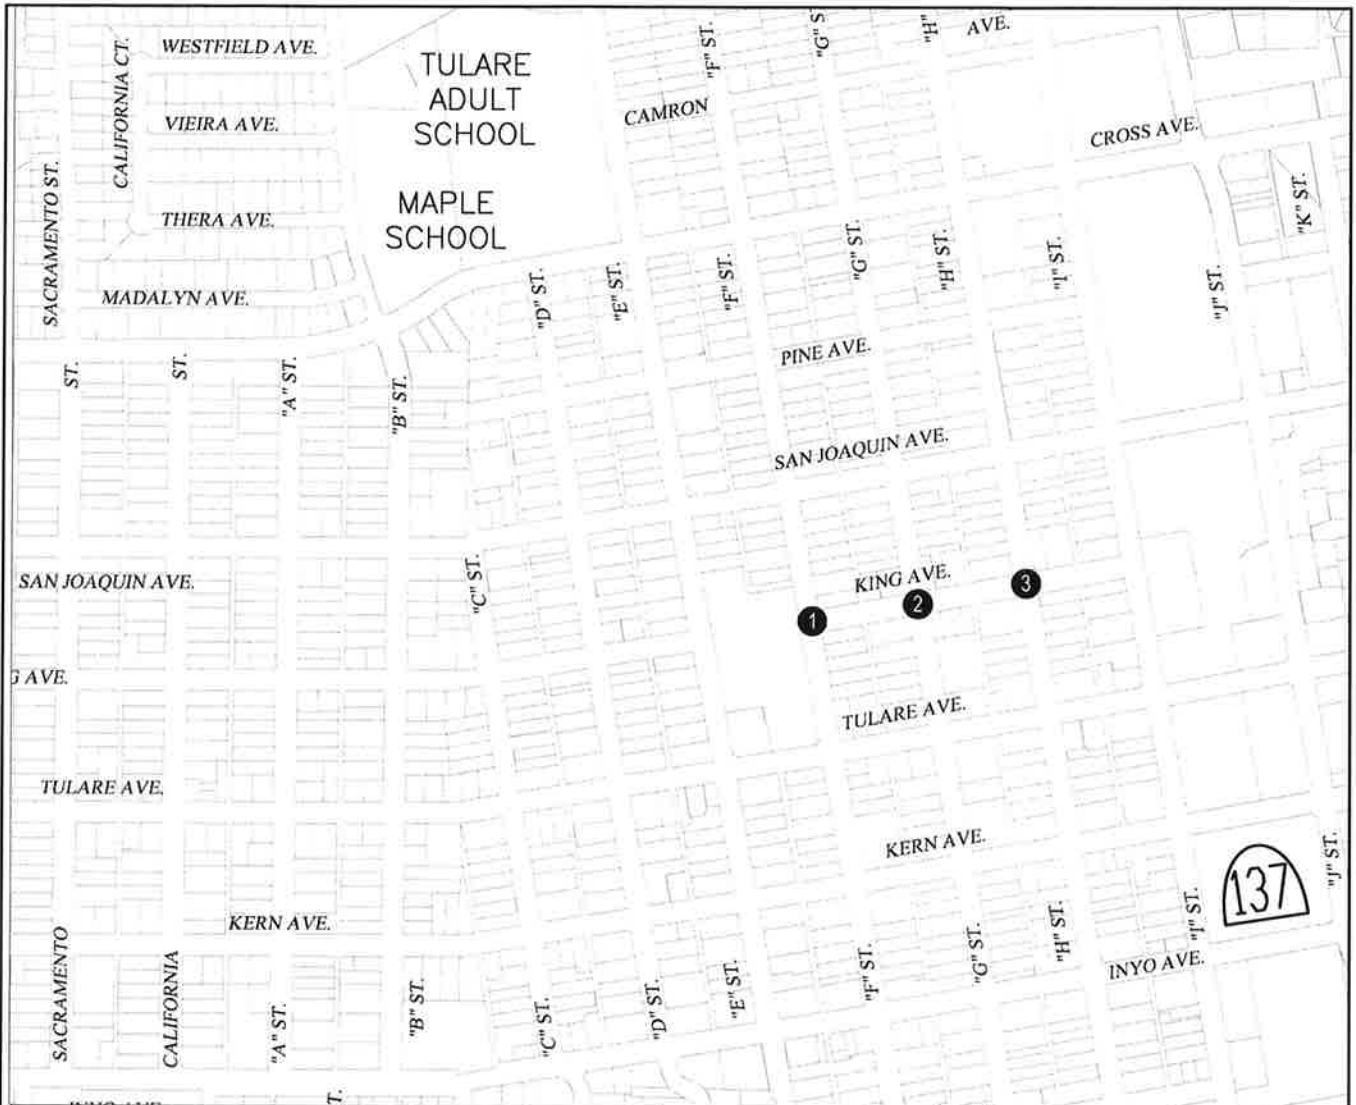 WESTFIELD AVE.
CALIFORNIA CT.
VIEIRA AVE.
SACRAMENTO ST.
THERA AVE.
MADALYN AVE.
TULARE
ADULT
SCHOOL
MAPLE
SCHOOL
"F" ST.
"G" S
"H"
AVE.
CAMRON
CROSS AVE.
"K" ST.
"D" ST.
"E" ST.
"F" ST.
"G" ST.
"H" ST.
"I" ST.
"J" ST.
PINE AVE.
ST.
ST.
"A" ST.
"B" ST.
SAN JOAQUIN AVE.
SAN JOAQUIN AVE.
"C" ST.
KING AVE.
1
2
3
G AVE.
TULARE AVE.
TULARE AVE.
KERN AVE.
137
"J" ST.
KERN AVE.
SACRAMENTO
CALIFORNIA
"A" ST.
"B" ST.
"C" ST.
"D" ST.
"E" ST.
"F" ST.
"G" ST.
"H" ST.
"I" ST.
INYO AVE.
T.